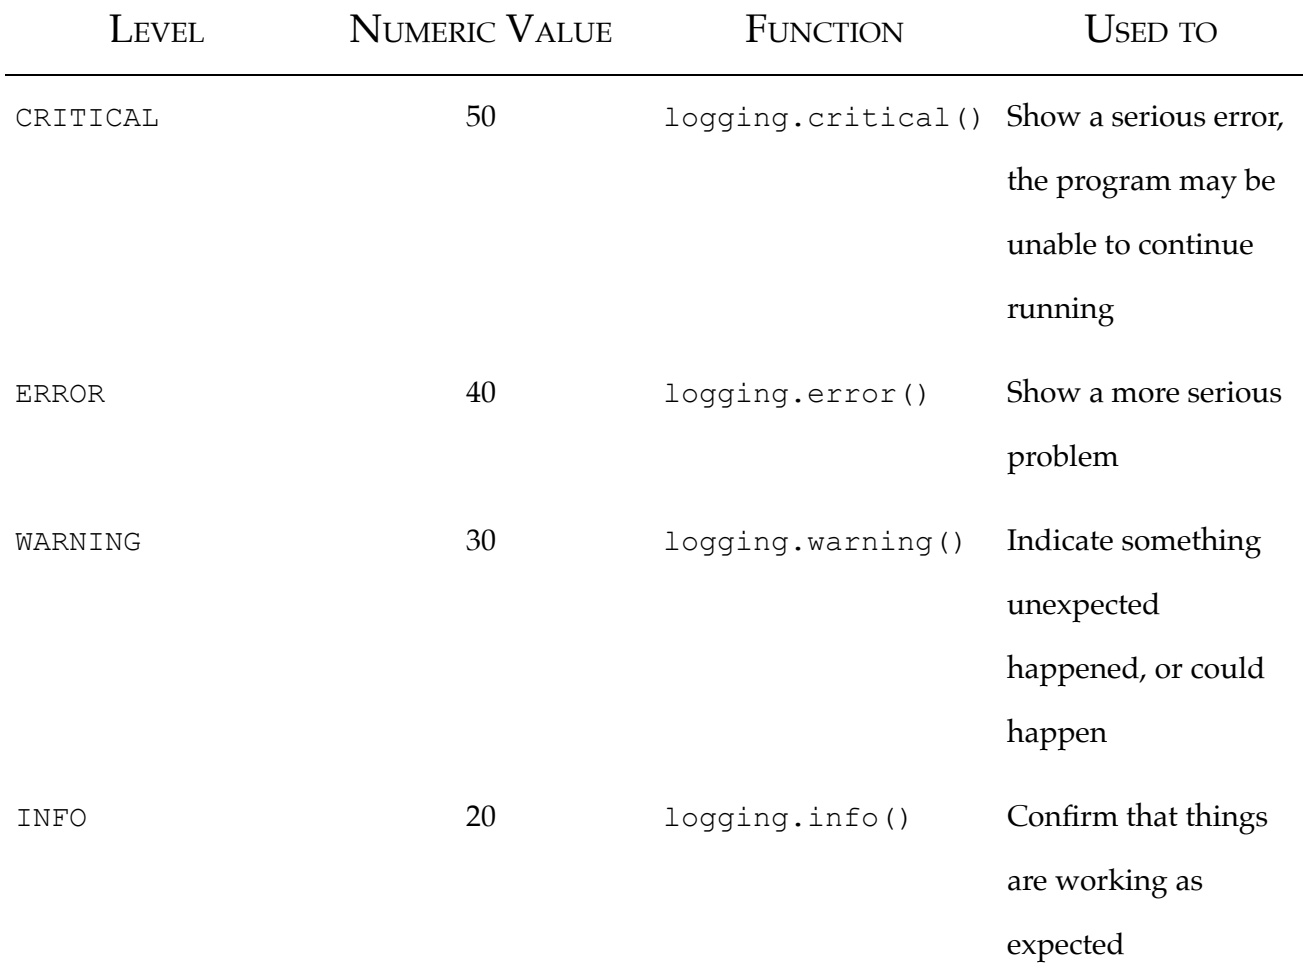 LEVEL NUMERIC VALUE FUNCTION USED TO
CRITICAL 50 logging.critical() Show a serious error,
the program may be
unable to continue
running
ERROR 40 logging.error() Show a more serious
problem
WARNING 30 logging.warning() Indicate something
unexpected
happened, or could
happen
INFO 20 logging.info() Confirm that things
are working as
expected